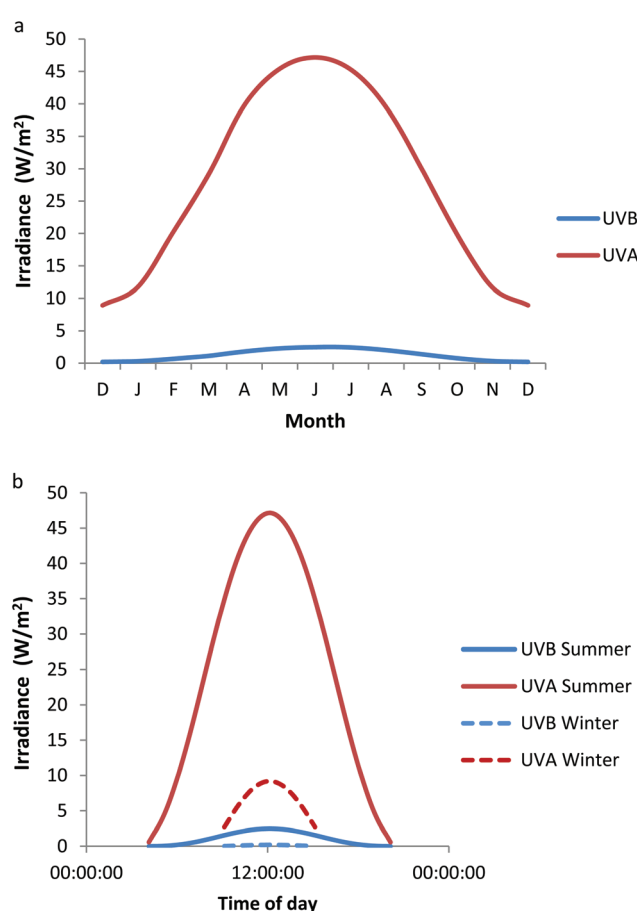 a
50
45
40
35
30
25
20
15
10
5
0
Irradiance (W/m²)
D J F M A M J J A S O N D
Month
UVB
UVA
b
50
45
40
35
30
25
20
15
10
5
0
Irradiance (W/m²)
00:00:00 12:00:00 00:00:00
Time of day
UVB Summer
UVA Summer
UVB Winter
UVA Winter